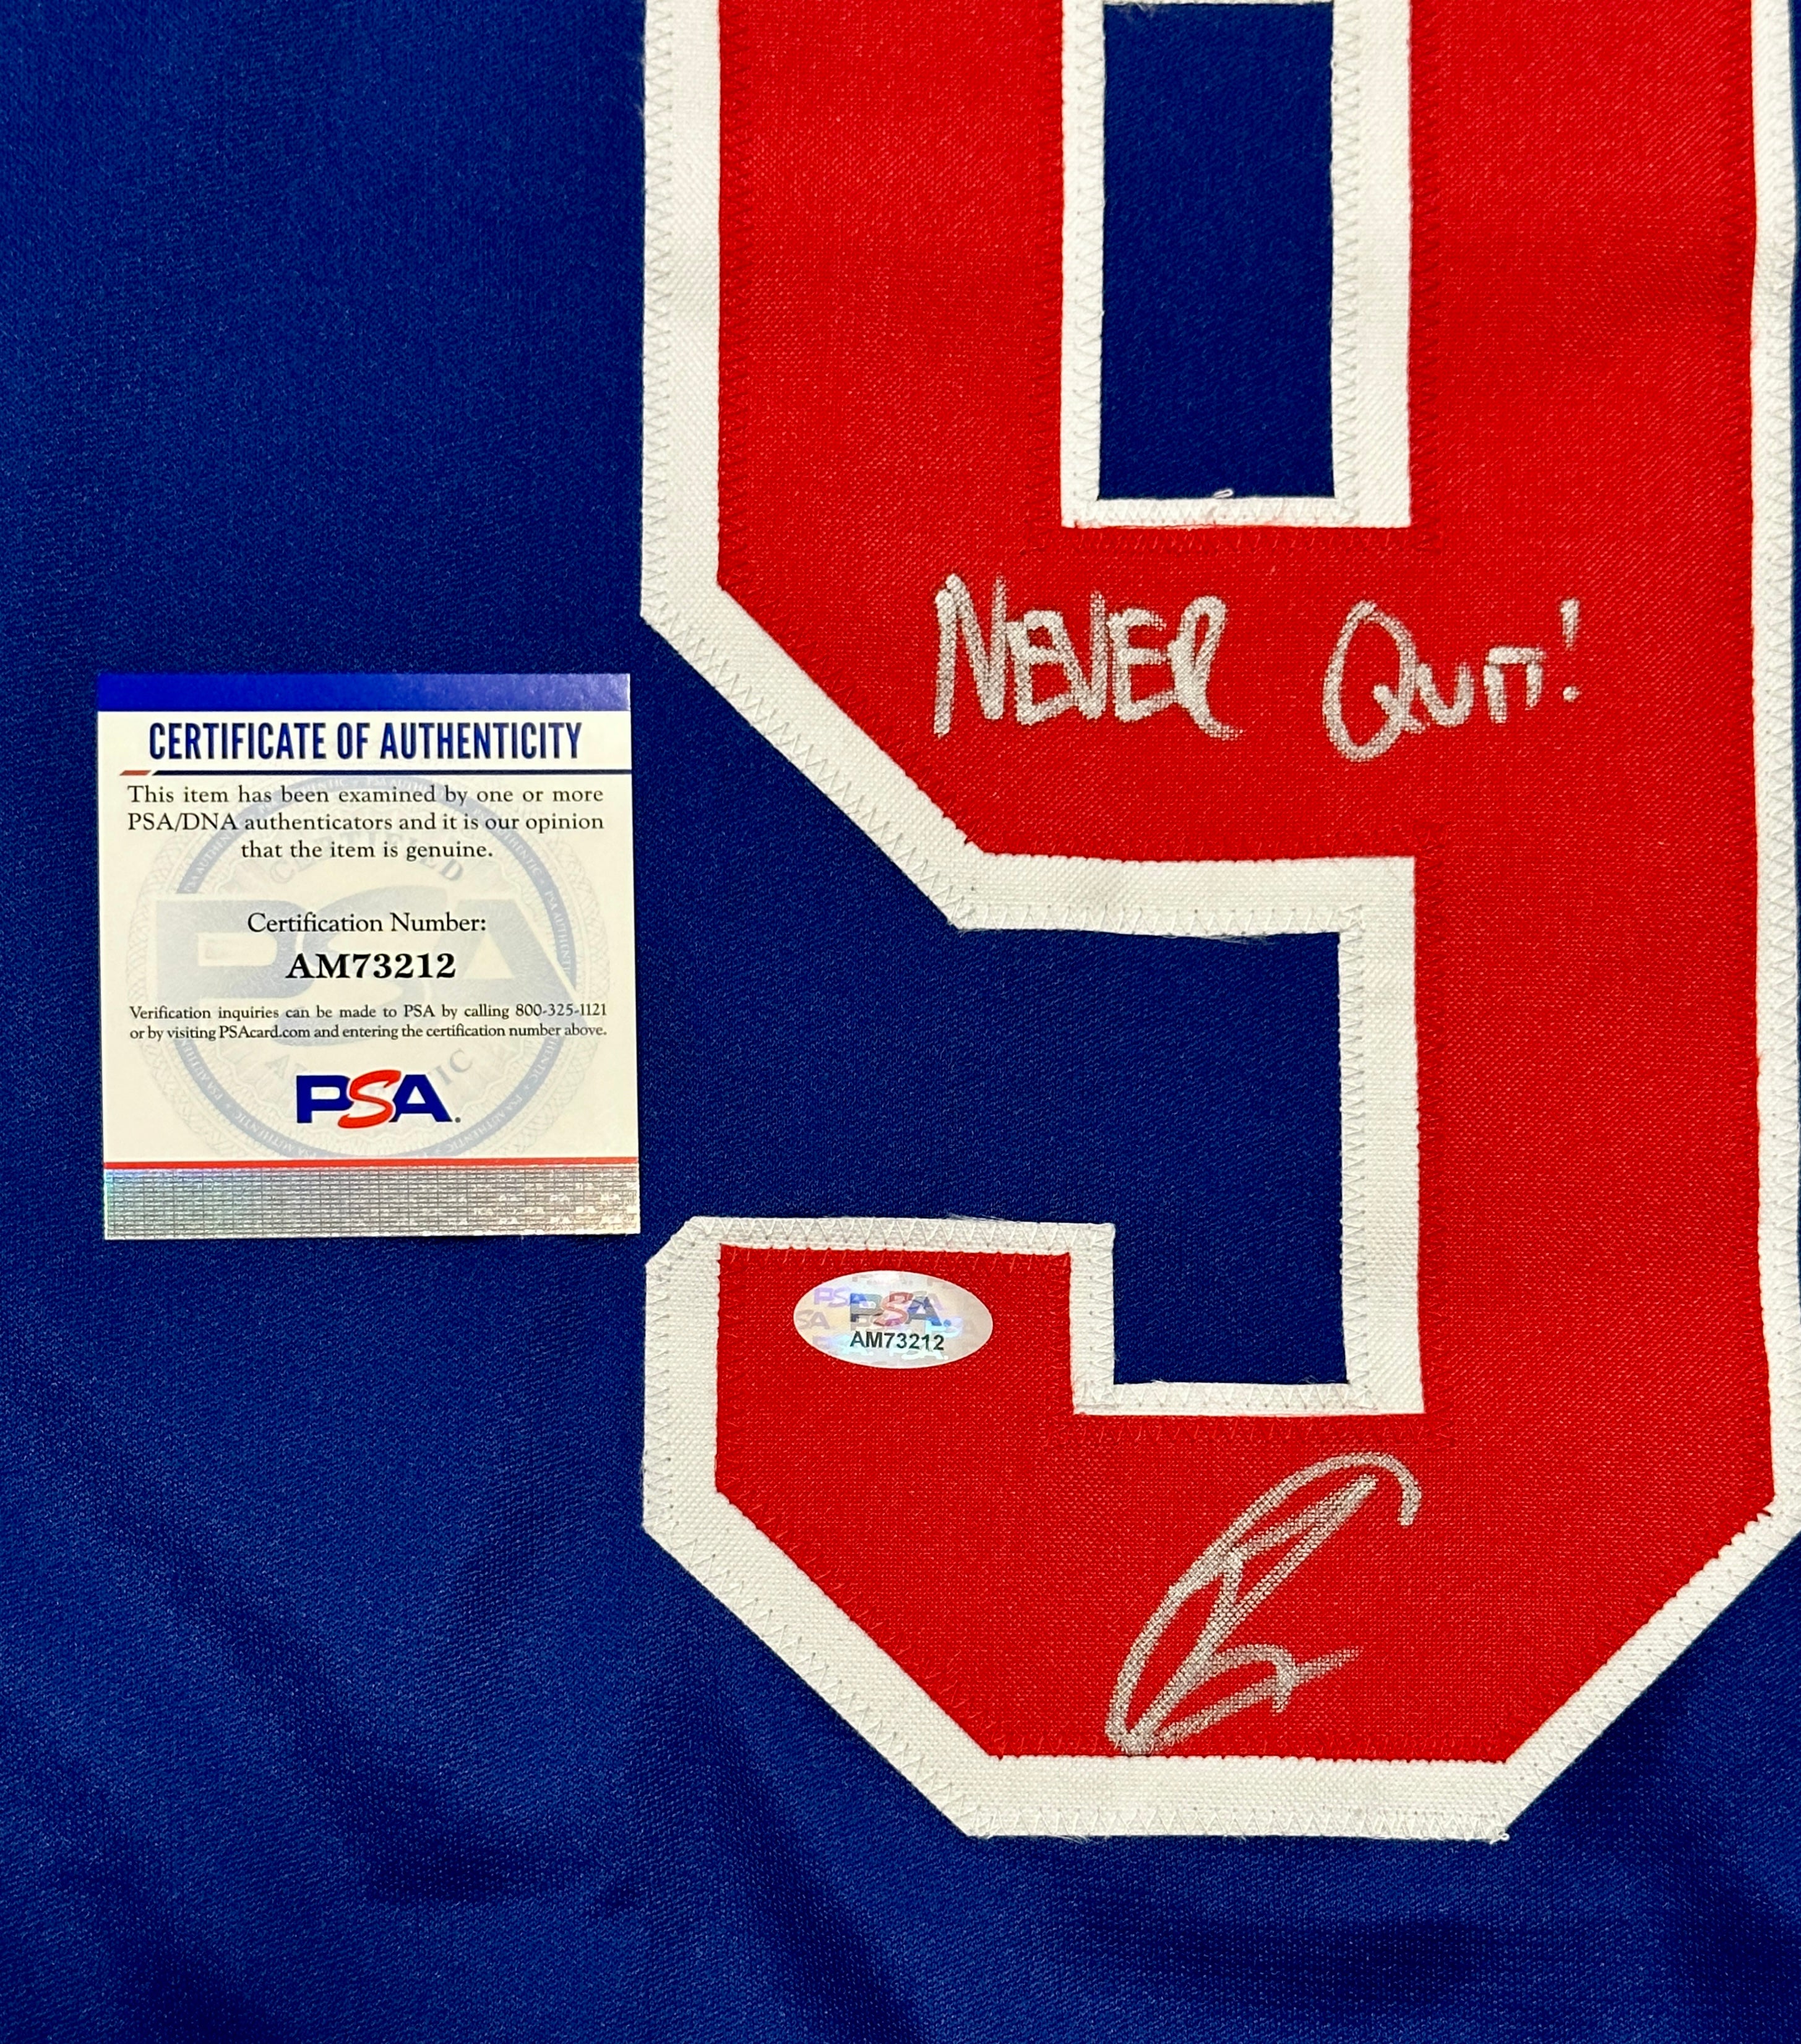 9
NEVER QUIT!
CERTIFICATE OF AUTHENTICITY
This item has been examined by one or more
PSA/DNA authenticators and it is our opinion
that the item is genuine.
Certification Number:
AM73212
Verification inquiries can be made to PSA by calling 800-325-1121
or by visiting PSAcard.com and entering the certification number above.
PSA.
PSA.
AM73212